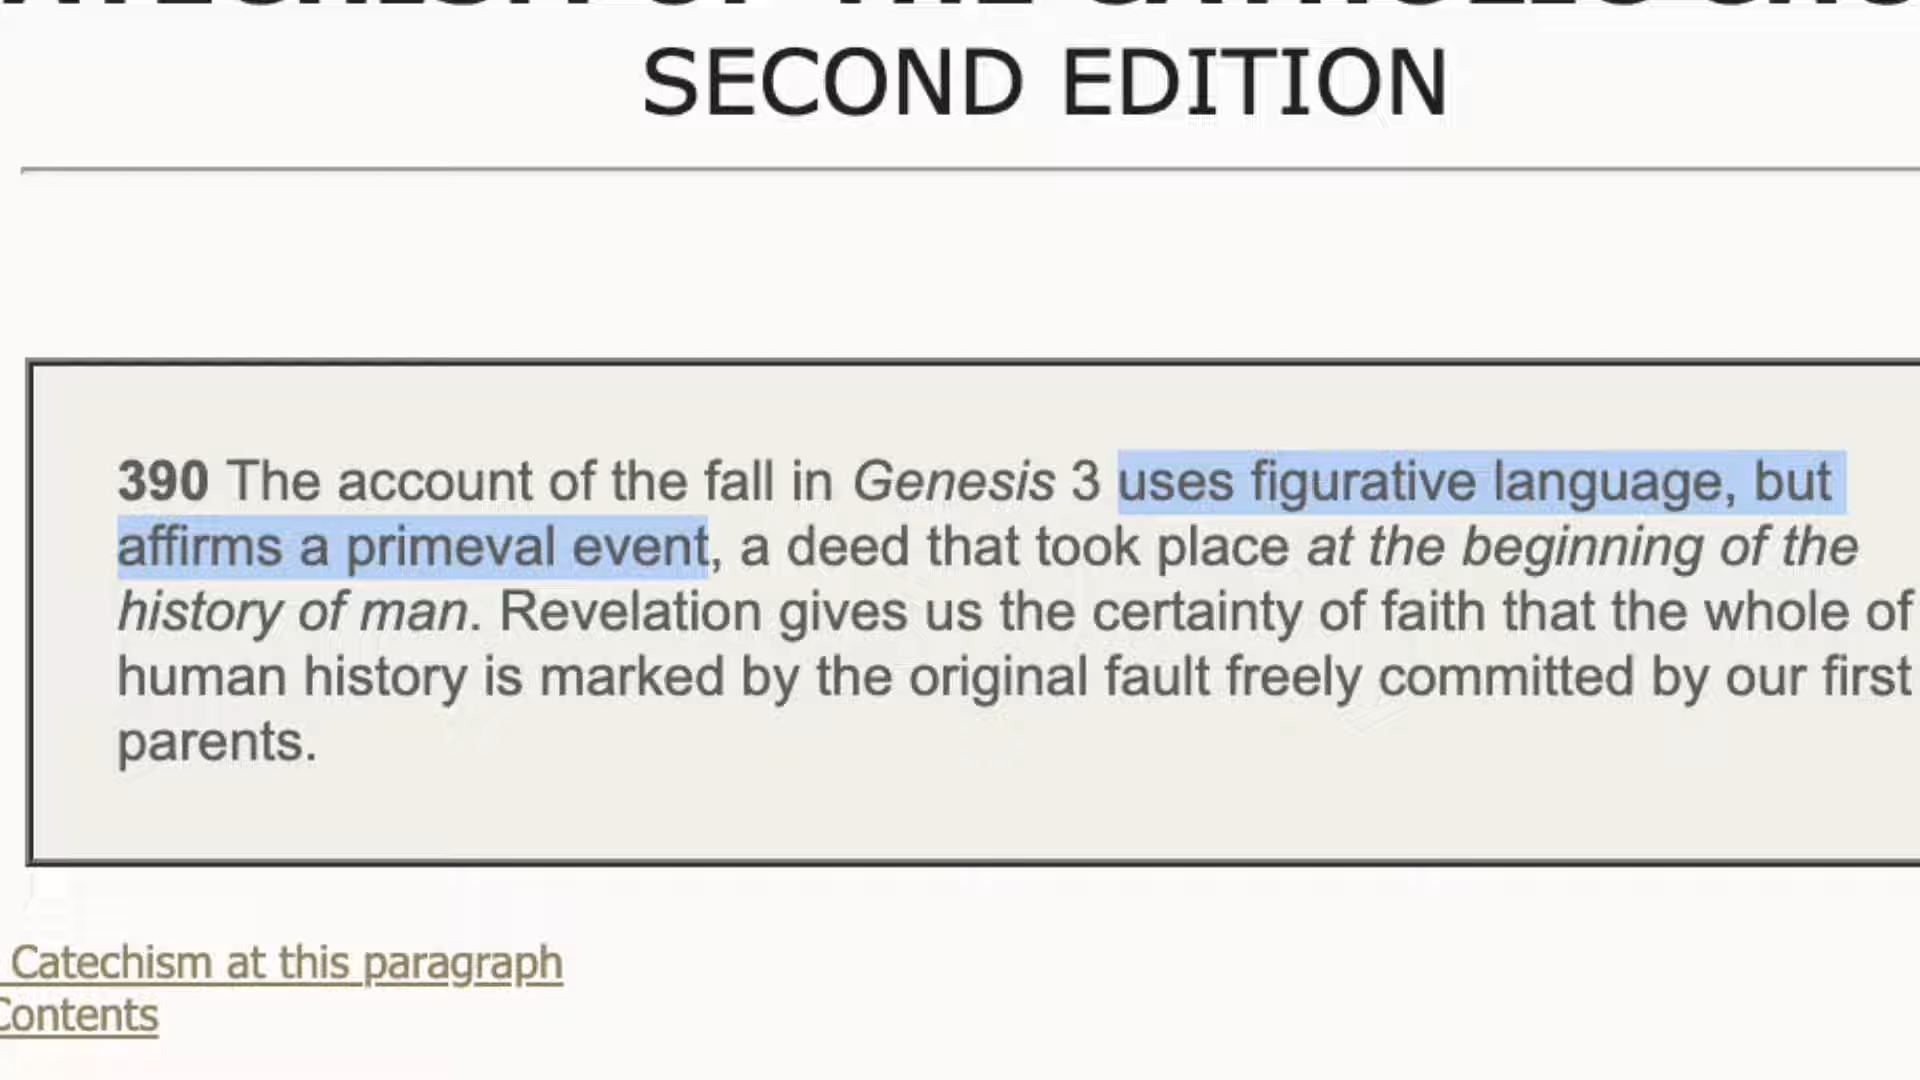 SECOND EDITION
390 The account of the fall in Genesis 3 uses figurative language, but
affirms a primeval event, a deed that took place at the beginning of the
history of man. Revelation gives us the certainty of faith that the whole of
human history is marked by the original fault freely committed by our first
parents.
Catechism at this paragraph
Contents